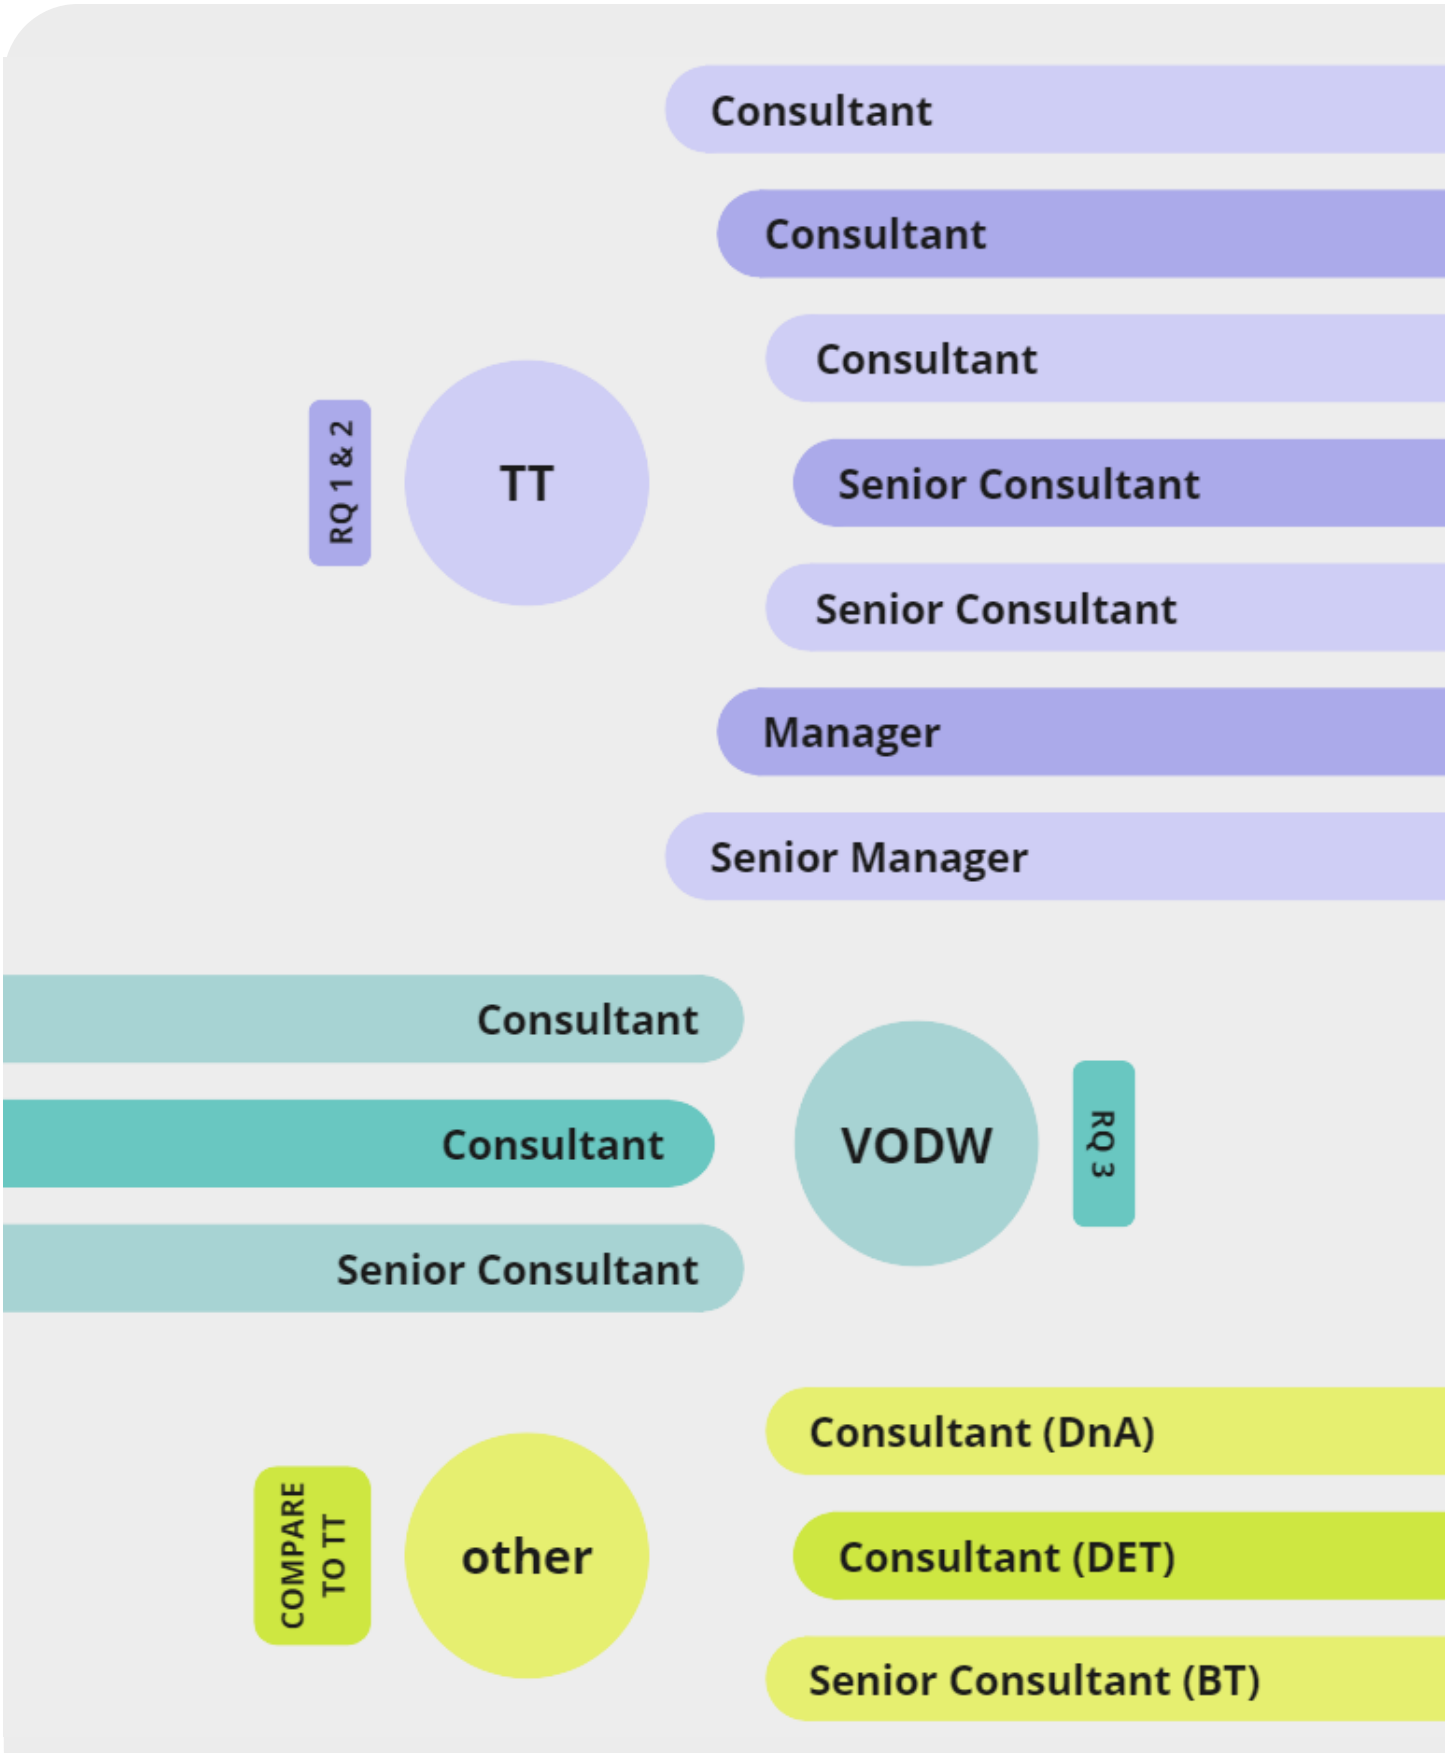 Consultant
Consultant
Consultant
Senior Consultant
Senior Consultant
Manager
Senior Manager
RQ 1 & 2
TT
Consultant
Consultant
Senior Consultant
VODW
RQ 3
COMPARE
TO TT
other
Consultant (DnA)
Consultant (DET)
Senior Consultant (BT)